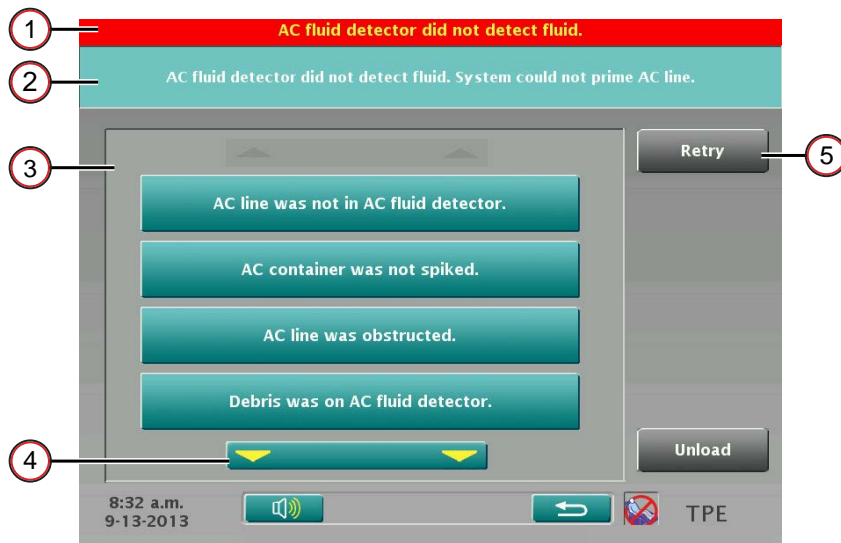 1
AC fluid detector did not detect fluid.
2
AC fluid detector did not detect fluid. System could not prime AC line.
3
Retry
5
AC line was not in AC fluid detector.
AC container was not spiked.
AC line was obstructed.
Debris was on AC fluid detector.
4
Unload
8:32 a.m.
9-13-2013
TPE